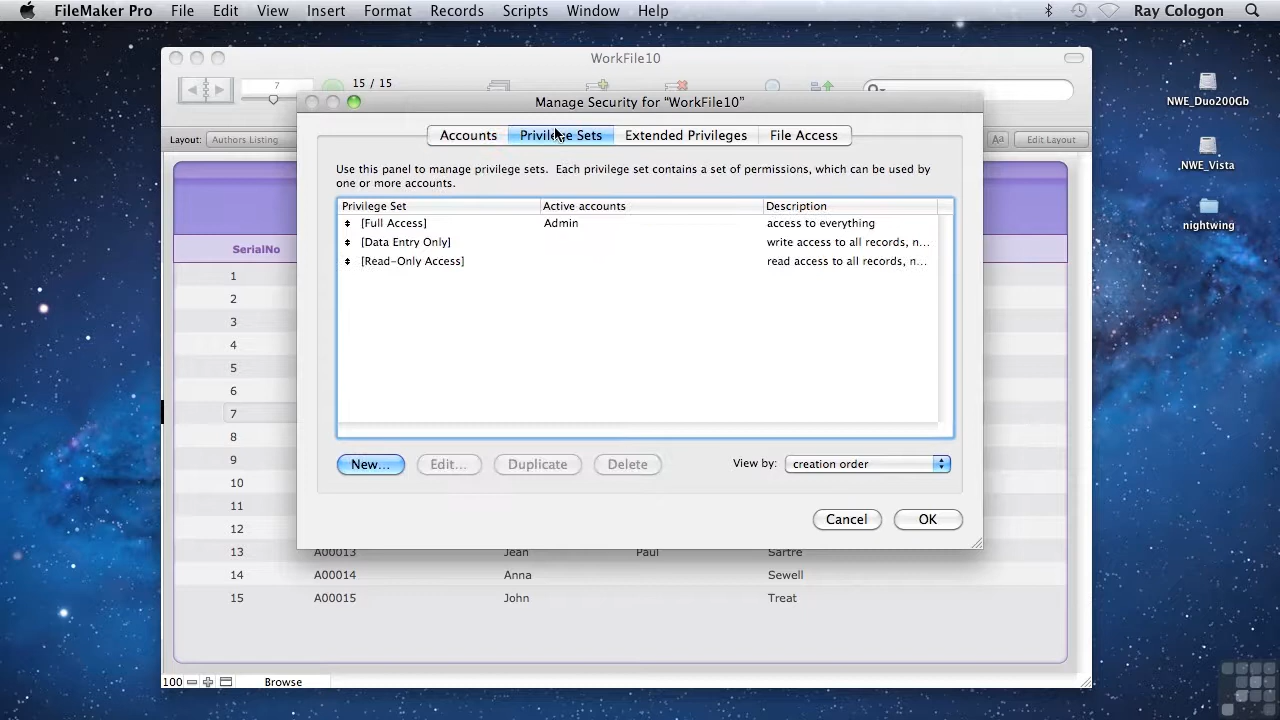 FileMaker Pro File Edit View Insert Format Records Scripts Window Help Ray Cologon
WorkFile10
7 15 / 15
Manage Security for “WorkFile10”
Layout: Authors Listing Aa Edit Layout
Accounts Privilege Sets Extended Privileges File Access
Use this panel to manage privilege sets. Each privilege set contains a set of permissions, which can be used by
one or more accounts.
Privilege Set Active accounts Description
[Full Access] Admin access to everything
[Data Entry Only] write access to all records, n...
[Read-Only Access] read access to all records, n...
New... Edit... Duplicate Delete View by: creation order
Cancel OK
SerialNo
1
2
3
4
5
6
7
8
9
10
11
12
13 A00013 Jean Paul Sartre
14 A00014 Anna Sewell
15 A00015 John Treat
100 Browse
NWE_Duo200Gb
NWE_Vista
nightwing